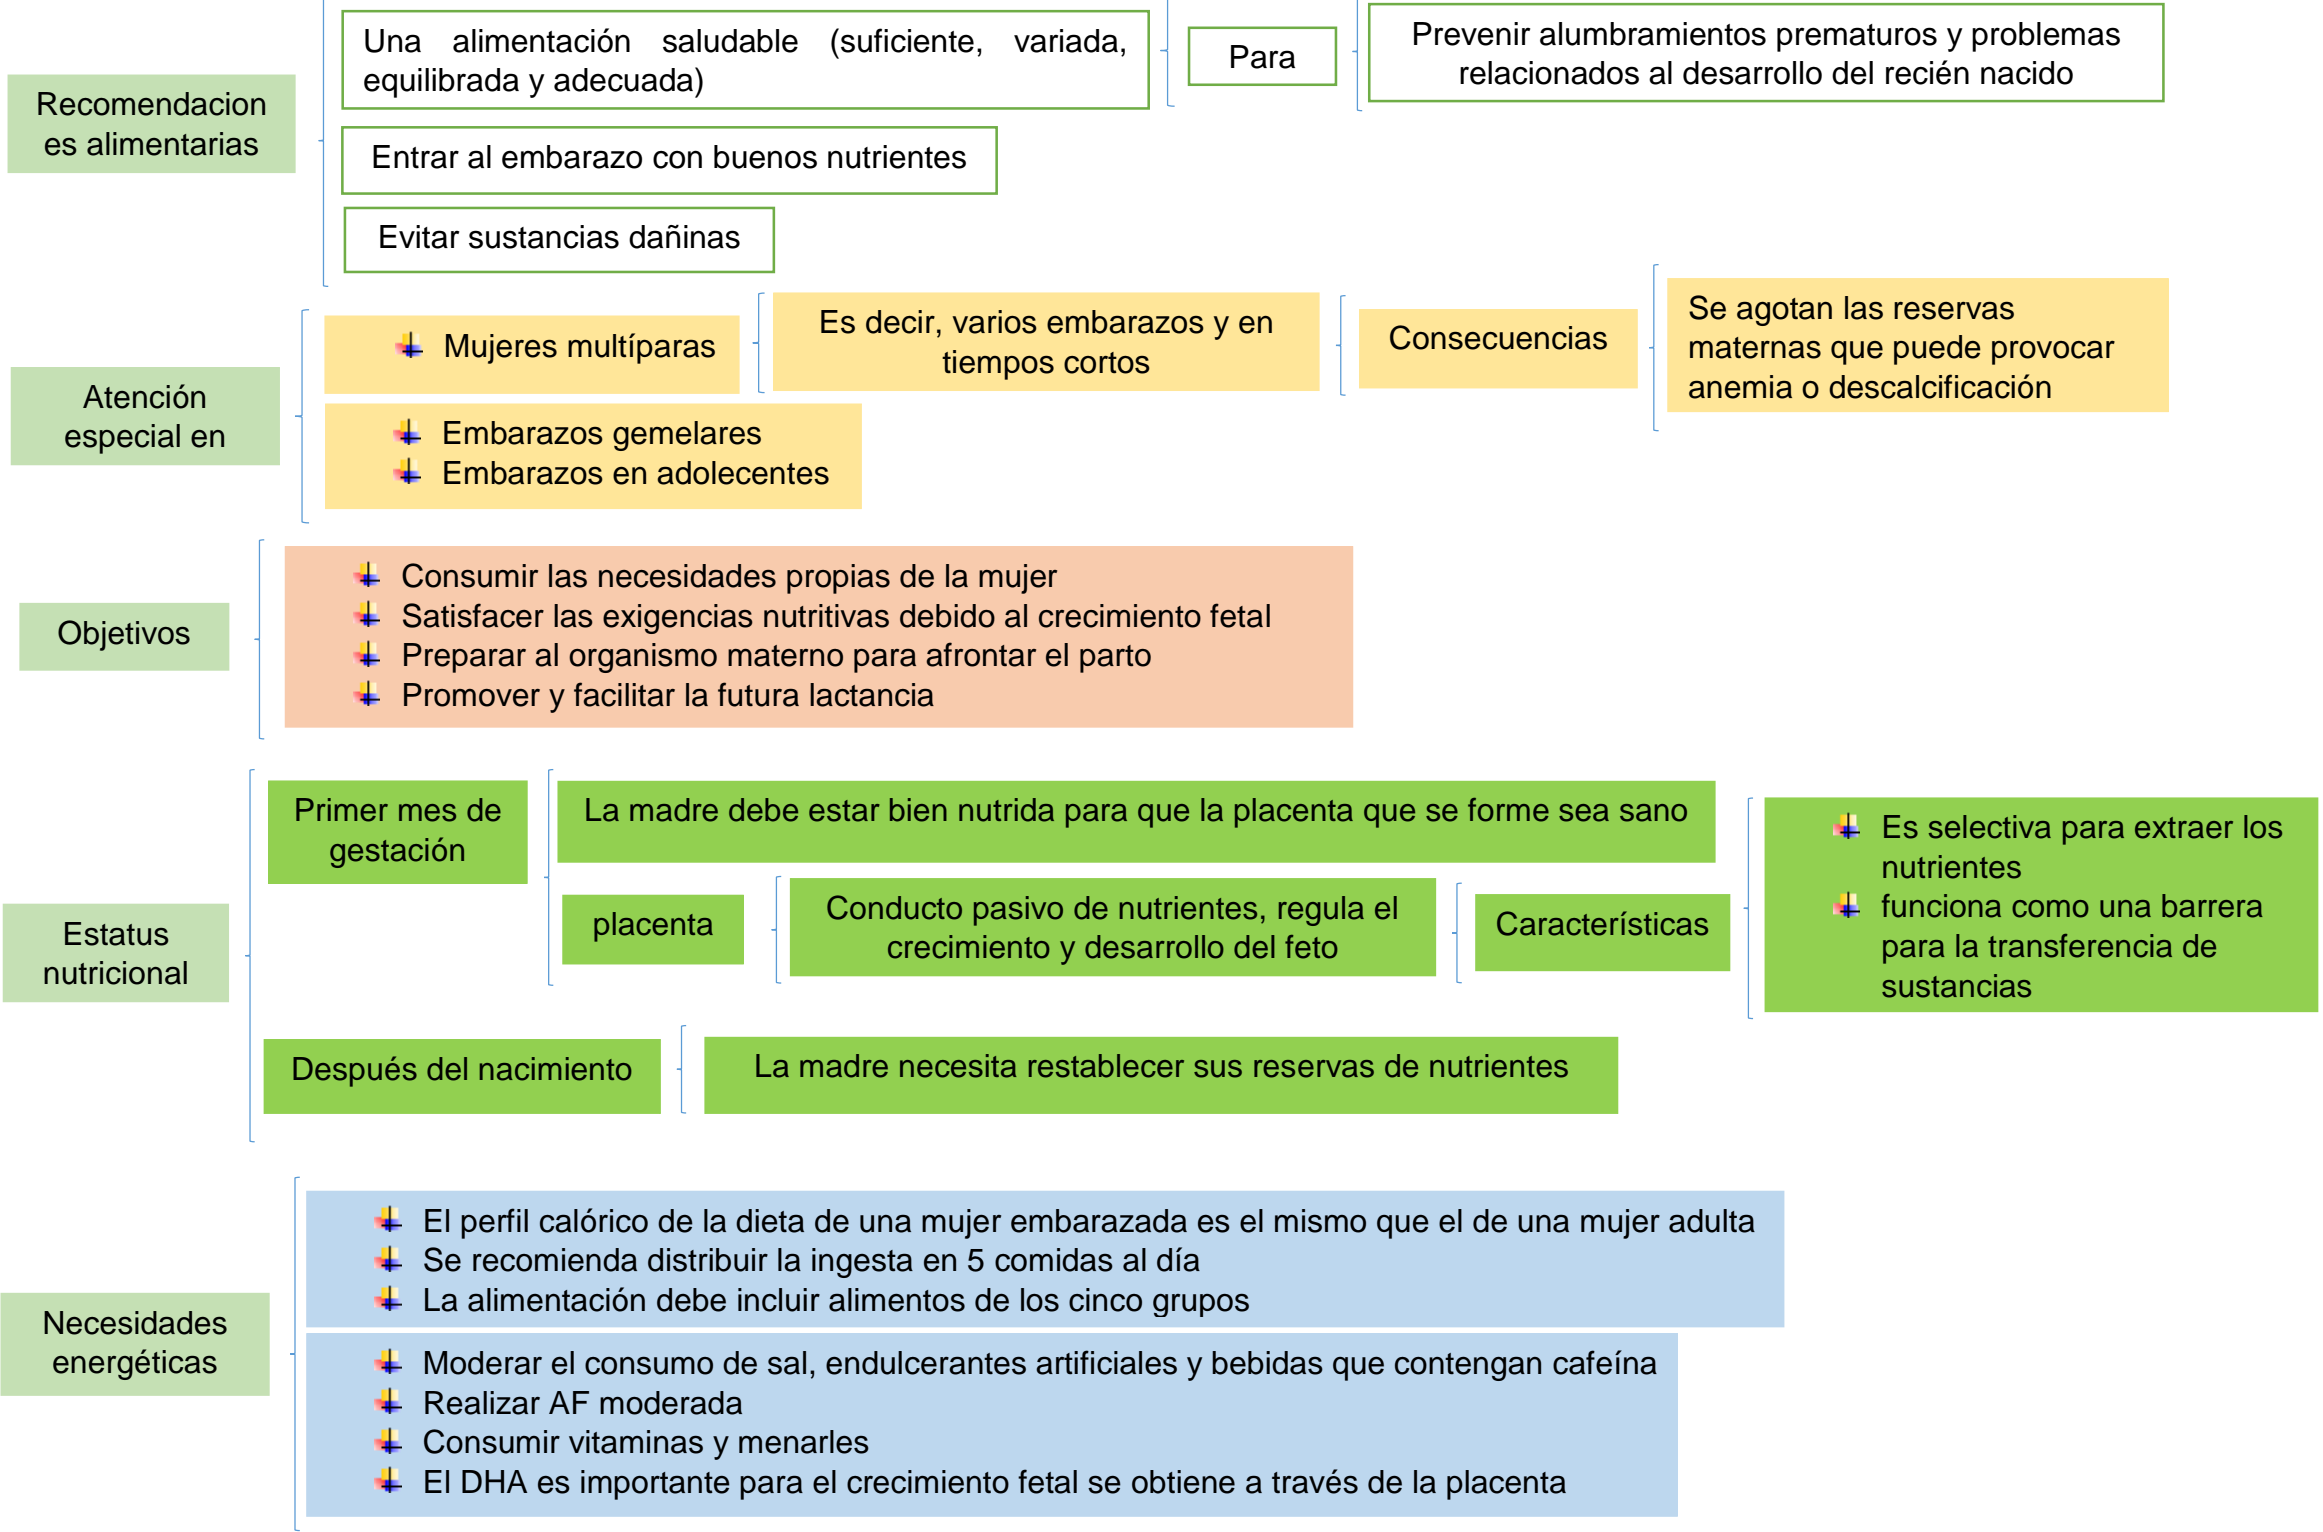 Recomendacion
es alimentarias
Una alimentación saludable (suficiente, variada,
equilibrada y adecuada)
Para
Prevenir alumbramientos prematuros y problemas
relacionados al desarrollo del recién nacido
Entrar al embarazo con buenos nutrientes
Evitar sustancias dañinas
Atención
especial en
Mujeres multíparas
Es decir, varios embarazos y en
tiempos cortos
Consecuencias
Se agotan las reservas
maternas que puede provocar
anemia o descalcificación
Embarazos gemelares
Embarazos en adolecentes
Objetivos
Consumir las necesidades propias de la mujer
Satisfacer las exigencias nutritivas debido al crecimiento fetal
Preparar al organismo materno para afrontar el parto
Promover y facilitar la futura lactancia
Estatus
nutricional
Primer mes de
gestación
La madre debe estar bien nutrida para que la placenta que se forme sea sano
placenta
Conducto pasivo de nutrientes, regula el
crecimiento y desarrollo del feto
Características
Es selectiva para extraer los
nutrientes
funciona como una barrera
para la transferencia de
sustancias
Después del nacimiento
La madre necesita restablecer sus reservas de nutrientes
Necesidades
energéticas
El perfil calórico de la dieta de una mujer embarazada es el mismo que el de una mujer adulta
Se recomienda distribuir la ingesta en 5 comidas al día
La alimentación debe incluir alimentos de los cinco grupos
Moderar el consumo de sal, endulcerantes artificiales y bebidas que contengan cafeína
Realizar AF moderada
Consumir vitaminas y menarles
El DHA es importante para el crecimiento fetal se obtiene a través de la placenta